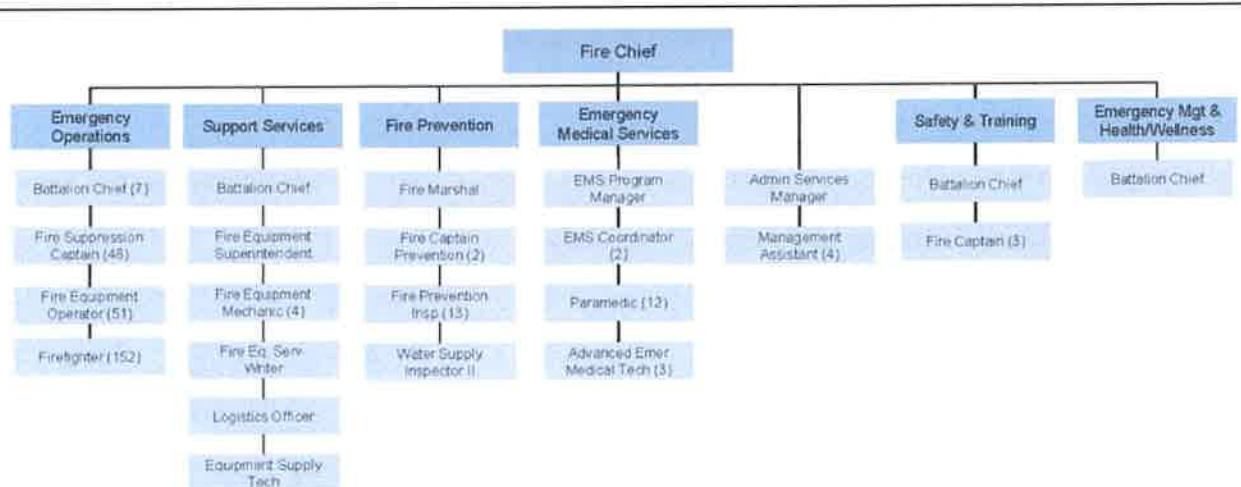 Fire Chief
Emergency
Operations
Battalion Chief (7)
Fire Suppression
Captain (48)
Fire Equipment
Operator (51)
Firefighter (152)
Support Services
Battalion Chief
Fire Equipment
Superintendent
Fire Equipment
Mechanic (4)
Fire Eq. Serv.
Writer
Logistics Officer
Equipment Supply
Tech
Fire Prevention
Fire Marshal
Fire Captain
Prevention (2)
Fire Prevention
Insp (13)
Water Supply
Inspector II
Emergency
Medical Services
EMS Program
Manager
EMS Coordinator
(2)
Paramedic (12)
Advanced Emer
Medical Tech (3)
Admin Services
Manager
Management
Assistant (4)
Safety & Training
Battalion Chief
Fire Captain (3)
Emergency Mgt &
Health/Wellness
Battalion Chief